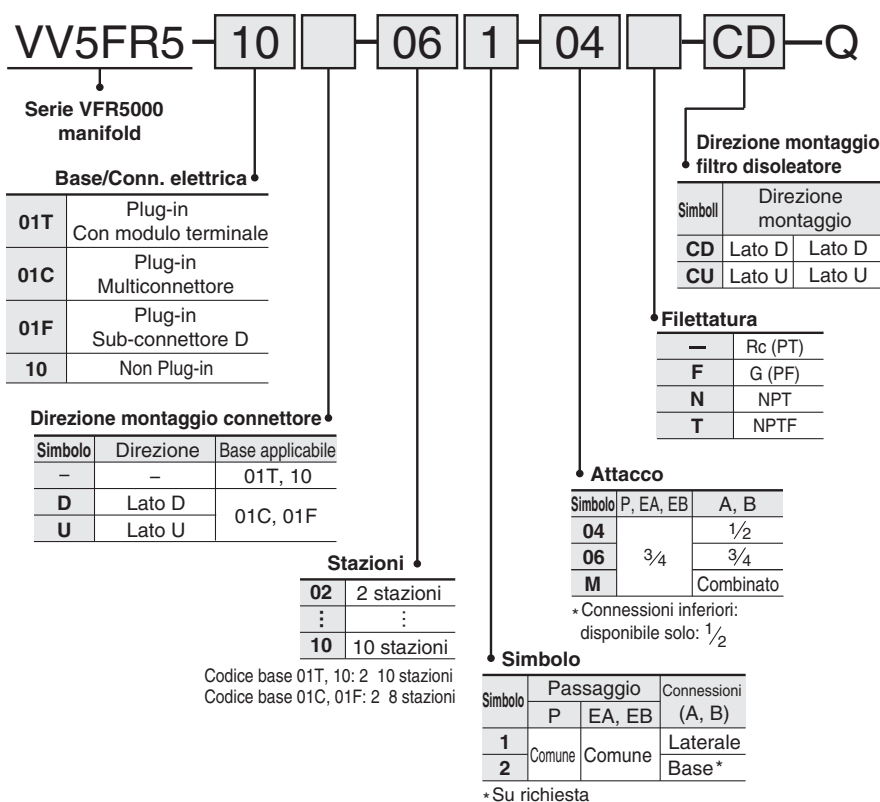 VV5FR5-10 -06 1-04 -CD-Q
Serie VFR5000
manifold
Base/Conn. elettrica
01T Plug-in
Con modulo terminale
01C Plug-in
Multiconnettore
01F Plug-in
Sub-connettore D
10 Non Plug-in
Direzione montaggio connettore
Simbolo Direzione Base applicabile
– – 01T, 10
D Lato D 01C, 01F
U Lato U
Stazioni
02 2 stazioni
⋮ ⋮
10 10 stazioni
Codice base 01T, 10: 2 10 stazioni
Codice base 01C, 01F: 2 8 stazioni
Direzione montaggio
filtro disoleatore
Simboll Direzione
montaggio
CD Lato D Lato D
CU Lato U Lato U
Filettatura
— Rc (PT)
F G (PF)
N NPT
T NPTF
Attacco
Simbolo P, EA, EB A, B
04 3/4 1/2
06 3/4
M Combinato
*Connessioni inferiori:
disponibile solo: 1/2
Simbolo
Simbolo Passaggio Connessioni
P EA, EB (A, B)
1 Comune Comune Laterale
2 Base*
*Su richiesta